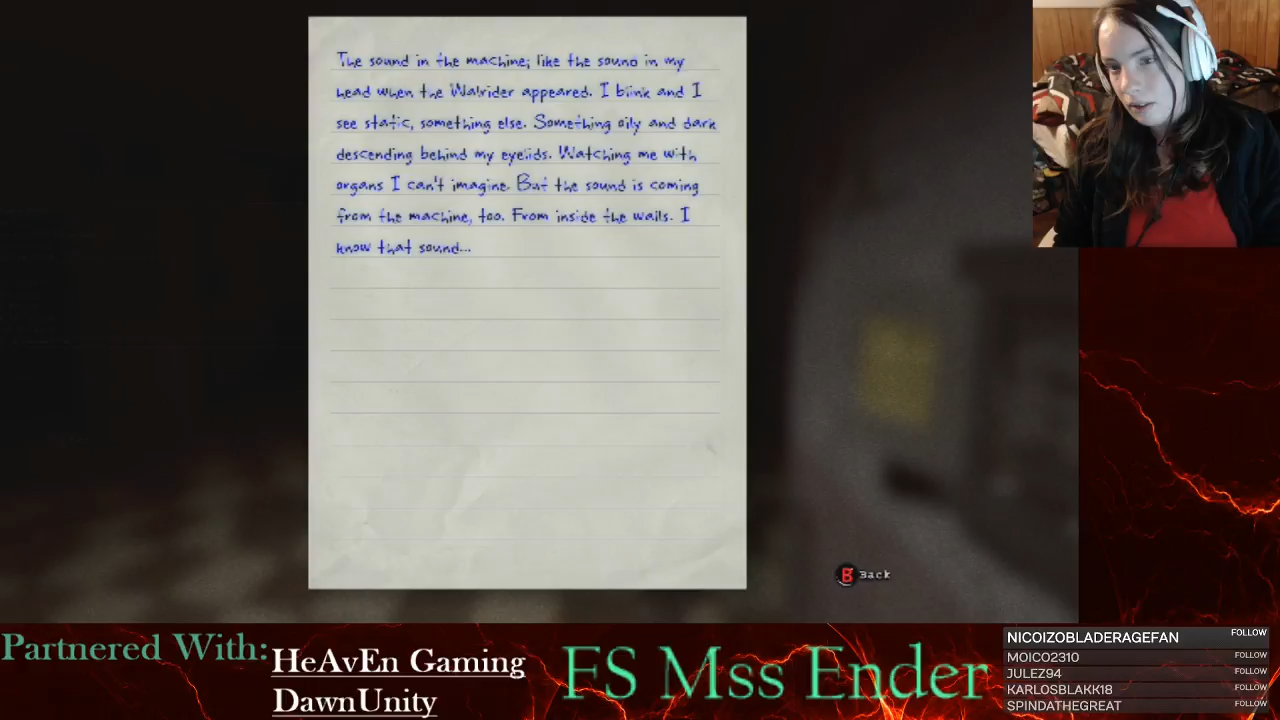 The sound in the machine; like the sound in my
head when the Walrider appeared. I blink and I
see static, something else. Something oily and dark
descending behind my eyelids. Watching me with
organs I can't imagine. But the sound is coming
from the machine, too. From inside the walls. I
know that sound...
B Back
Partnered With:
HeAvEn Gaming
DawnUnity
FS Mss Ender
NICOIZOBLADERAGEFAN FOLLOW
MOICO2310 FOLLOW
JULEZ94 FOLLOW
KARLOSBLAKK18 FOLLOW
SPINDATHEGREAT FOLLOW